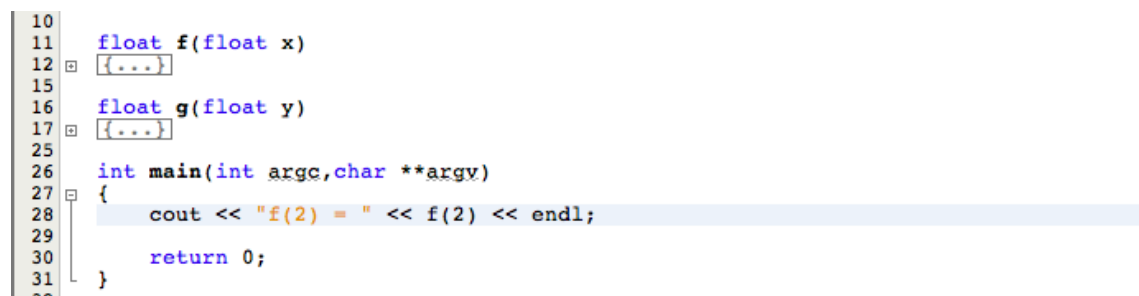 10
11 float f(float x)
12 {...}
15
16 float g(float y)
17 {...}
25
26 int main(int argc,char **argv)
27 {
28 cout << "f(2) = " << f(2) << endl;
29
30 return 0;
31 }